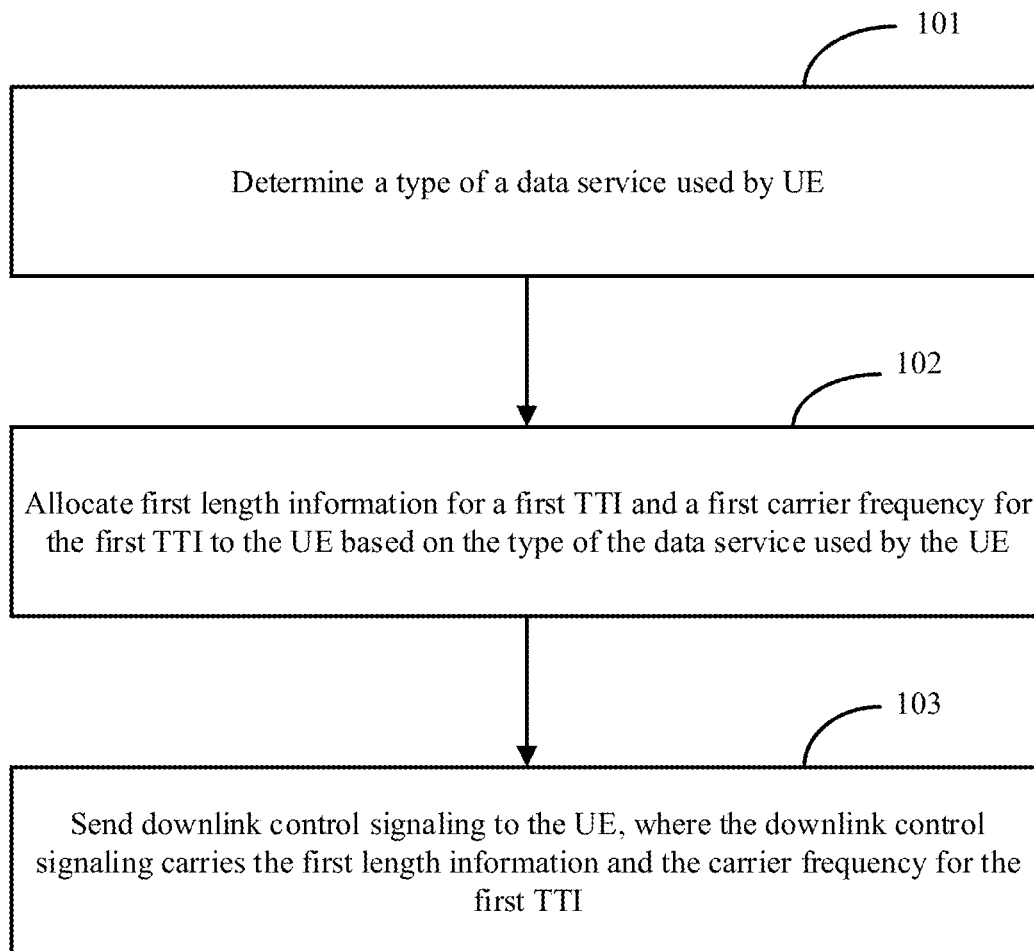 101
Determine a type of a data service used by UE
102
Allocate first length information for a first TTI and a first carrier frequency for
the first TTI to the UE based on the type of the data service used by the UE
103
Send downlink control signaling to the UE, where the downlink control
signaling carries the first length information and the carrier frequency for the
first TTI